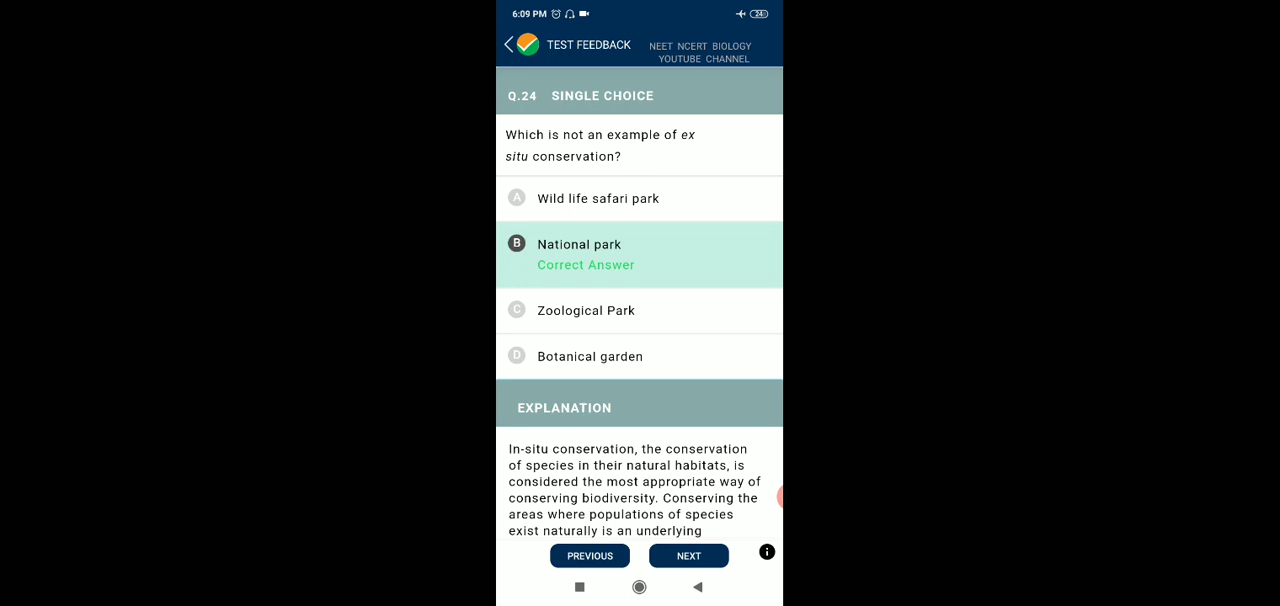 6:09 PM
24
TEST FEEDBACK
NEET NCERT BIOLOGY
YOUTUBE CHANNEL
Q.24 SINGLE CHOICE
Which is not an example of ex
situ conservation?
A Wild life safari park
B National park
Correct Answer
C Zoological Park
D Botanical garden
EXPLANATION
In-situ conservation, the conservation
of species in their natural habitats, is
considered the most appropriate way of
conserving biodiversity. Conserving the
areas where populations of species
exist naturally is an underlying
PREVIOUS NEXT
i